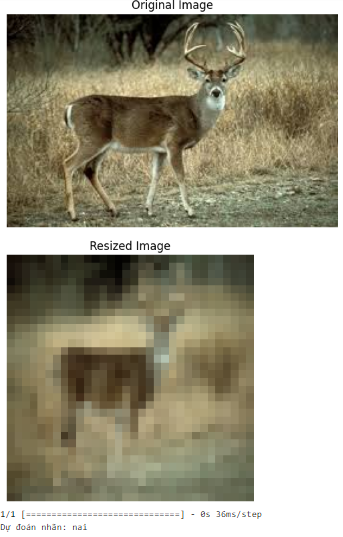 Original Image
Resized Image
1/1 [==============================] - 0s 36ms/step
Dự đoán nhãn: nai